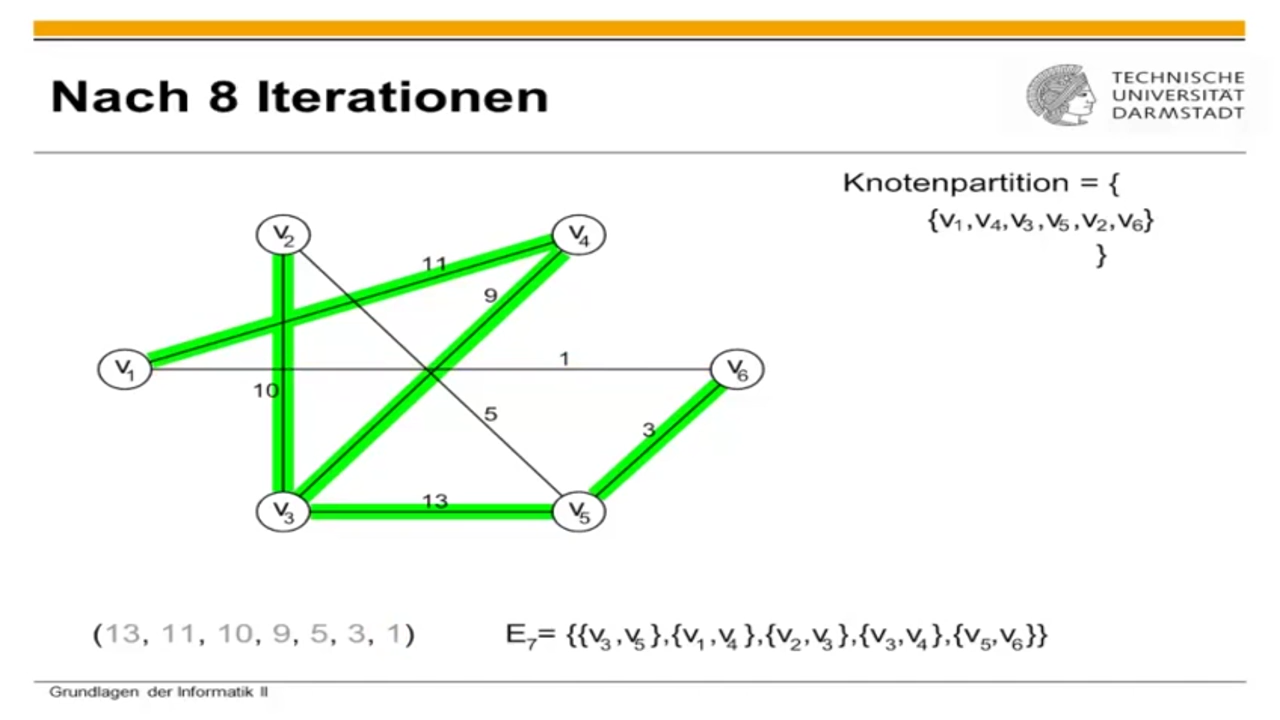 Nach 8 Iterationen
TECHNISCHE
UNIVERSITÄT
DARMSTADT
Knotenpartition = {
{v₁,v₄,v₃,v₅,v₂,v₆}
}
v₂
v₄
11
9
v₁
1
v₆
10
5
3
13
v₃
v₅
(13, 11, 10, 9, 5, 3, 1)
E₇= {{v₃,v₅},{v₁,v₄},{v₂,v₃},{v₃,v₄},{v₅,v₆}}
Grundlagen der Informatik II